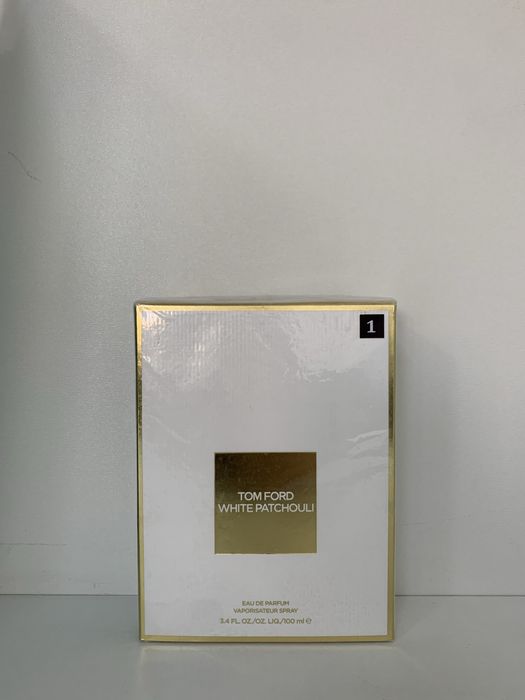 1
TOM FORD
WHITE PATCHOULI
EAU DE PARFUM
VAPORISATEUR SPRAY
3.4 FL. OZ./OZ. LIQ./100 ml ℮